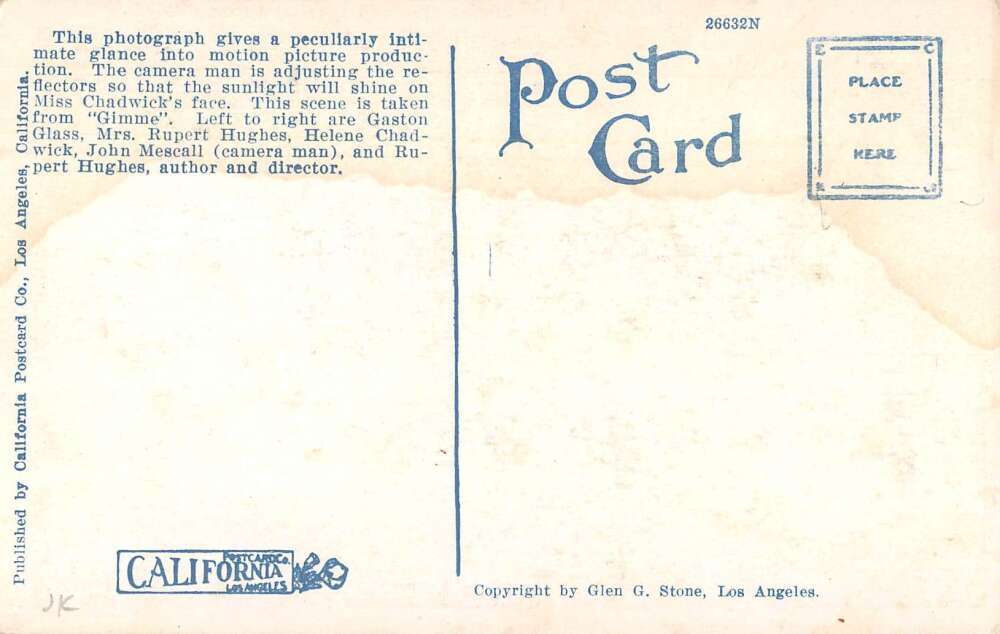 26632N
This photograph gives a peculiarly inti-
mate glance into motion picture produc-
tion. The camera man is adjusting the re-
flectors so that the sunlight will shine on
Miss Chadwick's face. This scene is taken
from "Gimme". Left to right are Gaston
Glass, Mrs. Rupert Hughes, Helene Chad-
wick, John Mescall (camera man), and Ru-
pert Hughes, author and director.
Published by California Postcard Co., Los Angeles, California.
Post
Card
PLACE
STAMP
HERE
POSTCARD CO.
CALIFORNIA
LOS ANGELES
Copyright by Glen G. Stone, Los Angeles.
JK